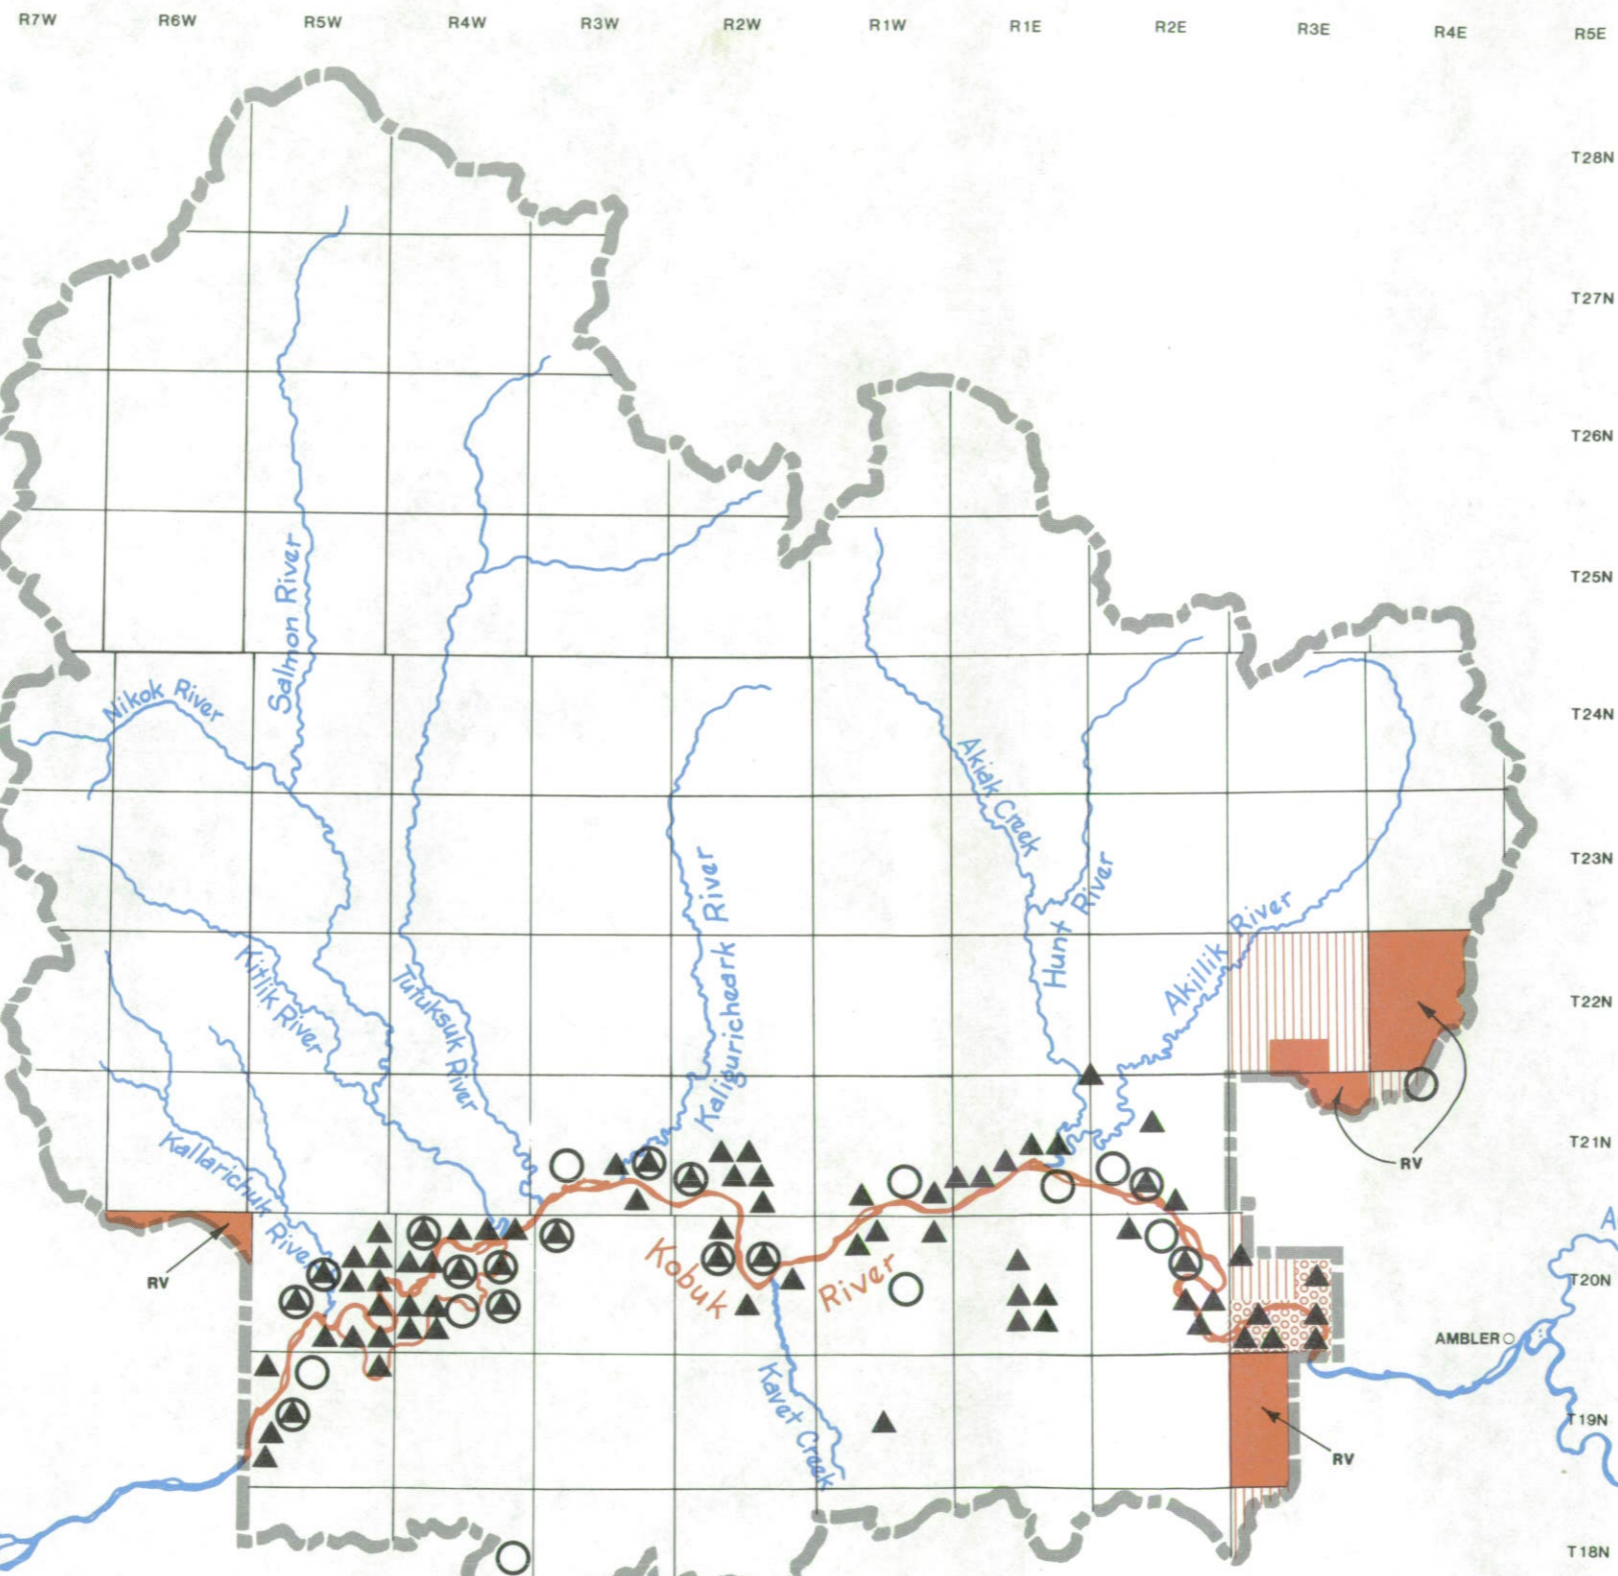 R7W R6W R5W R4W R3W R2W R1W R1E R2E R3E R4E R5E
T28N
T27N
T26N
T25N
Salmon River
Nikok River
T24N
Akiak Creek
T23N
Kaliguricheark River
Hunt River
Akillik River
Kitlik River
Tutuksuk River
T22N
T21N
RV
Kallarichuk River
A
RV
Kobuk River
T20N
AMBLER
Kavet Creek
T19N
RV
T18N